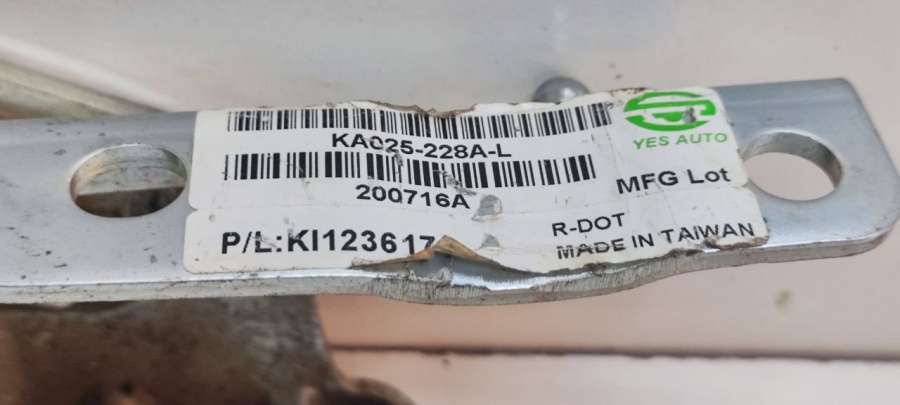 KA025-228A-L
YES AUTO
200716A
MFG Lot
P/L:KI123617
R-DOT
MADE IN TAIWAN